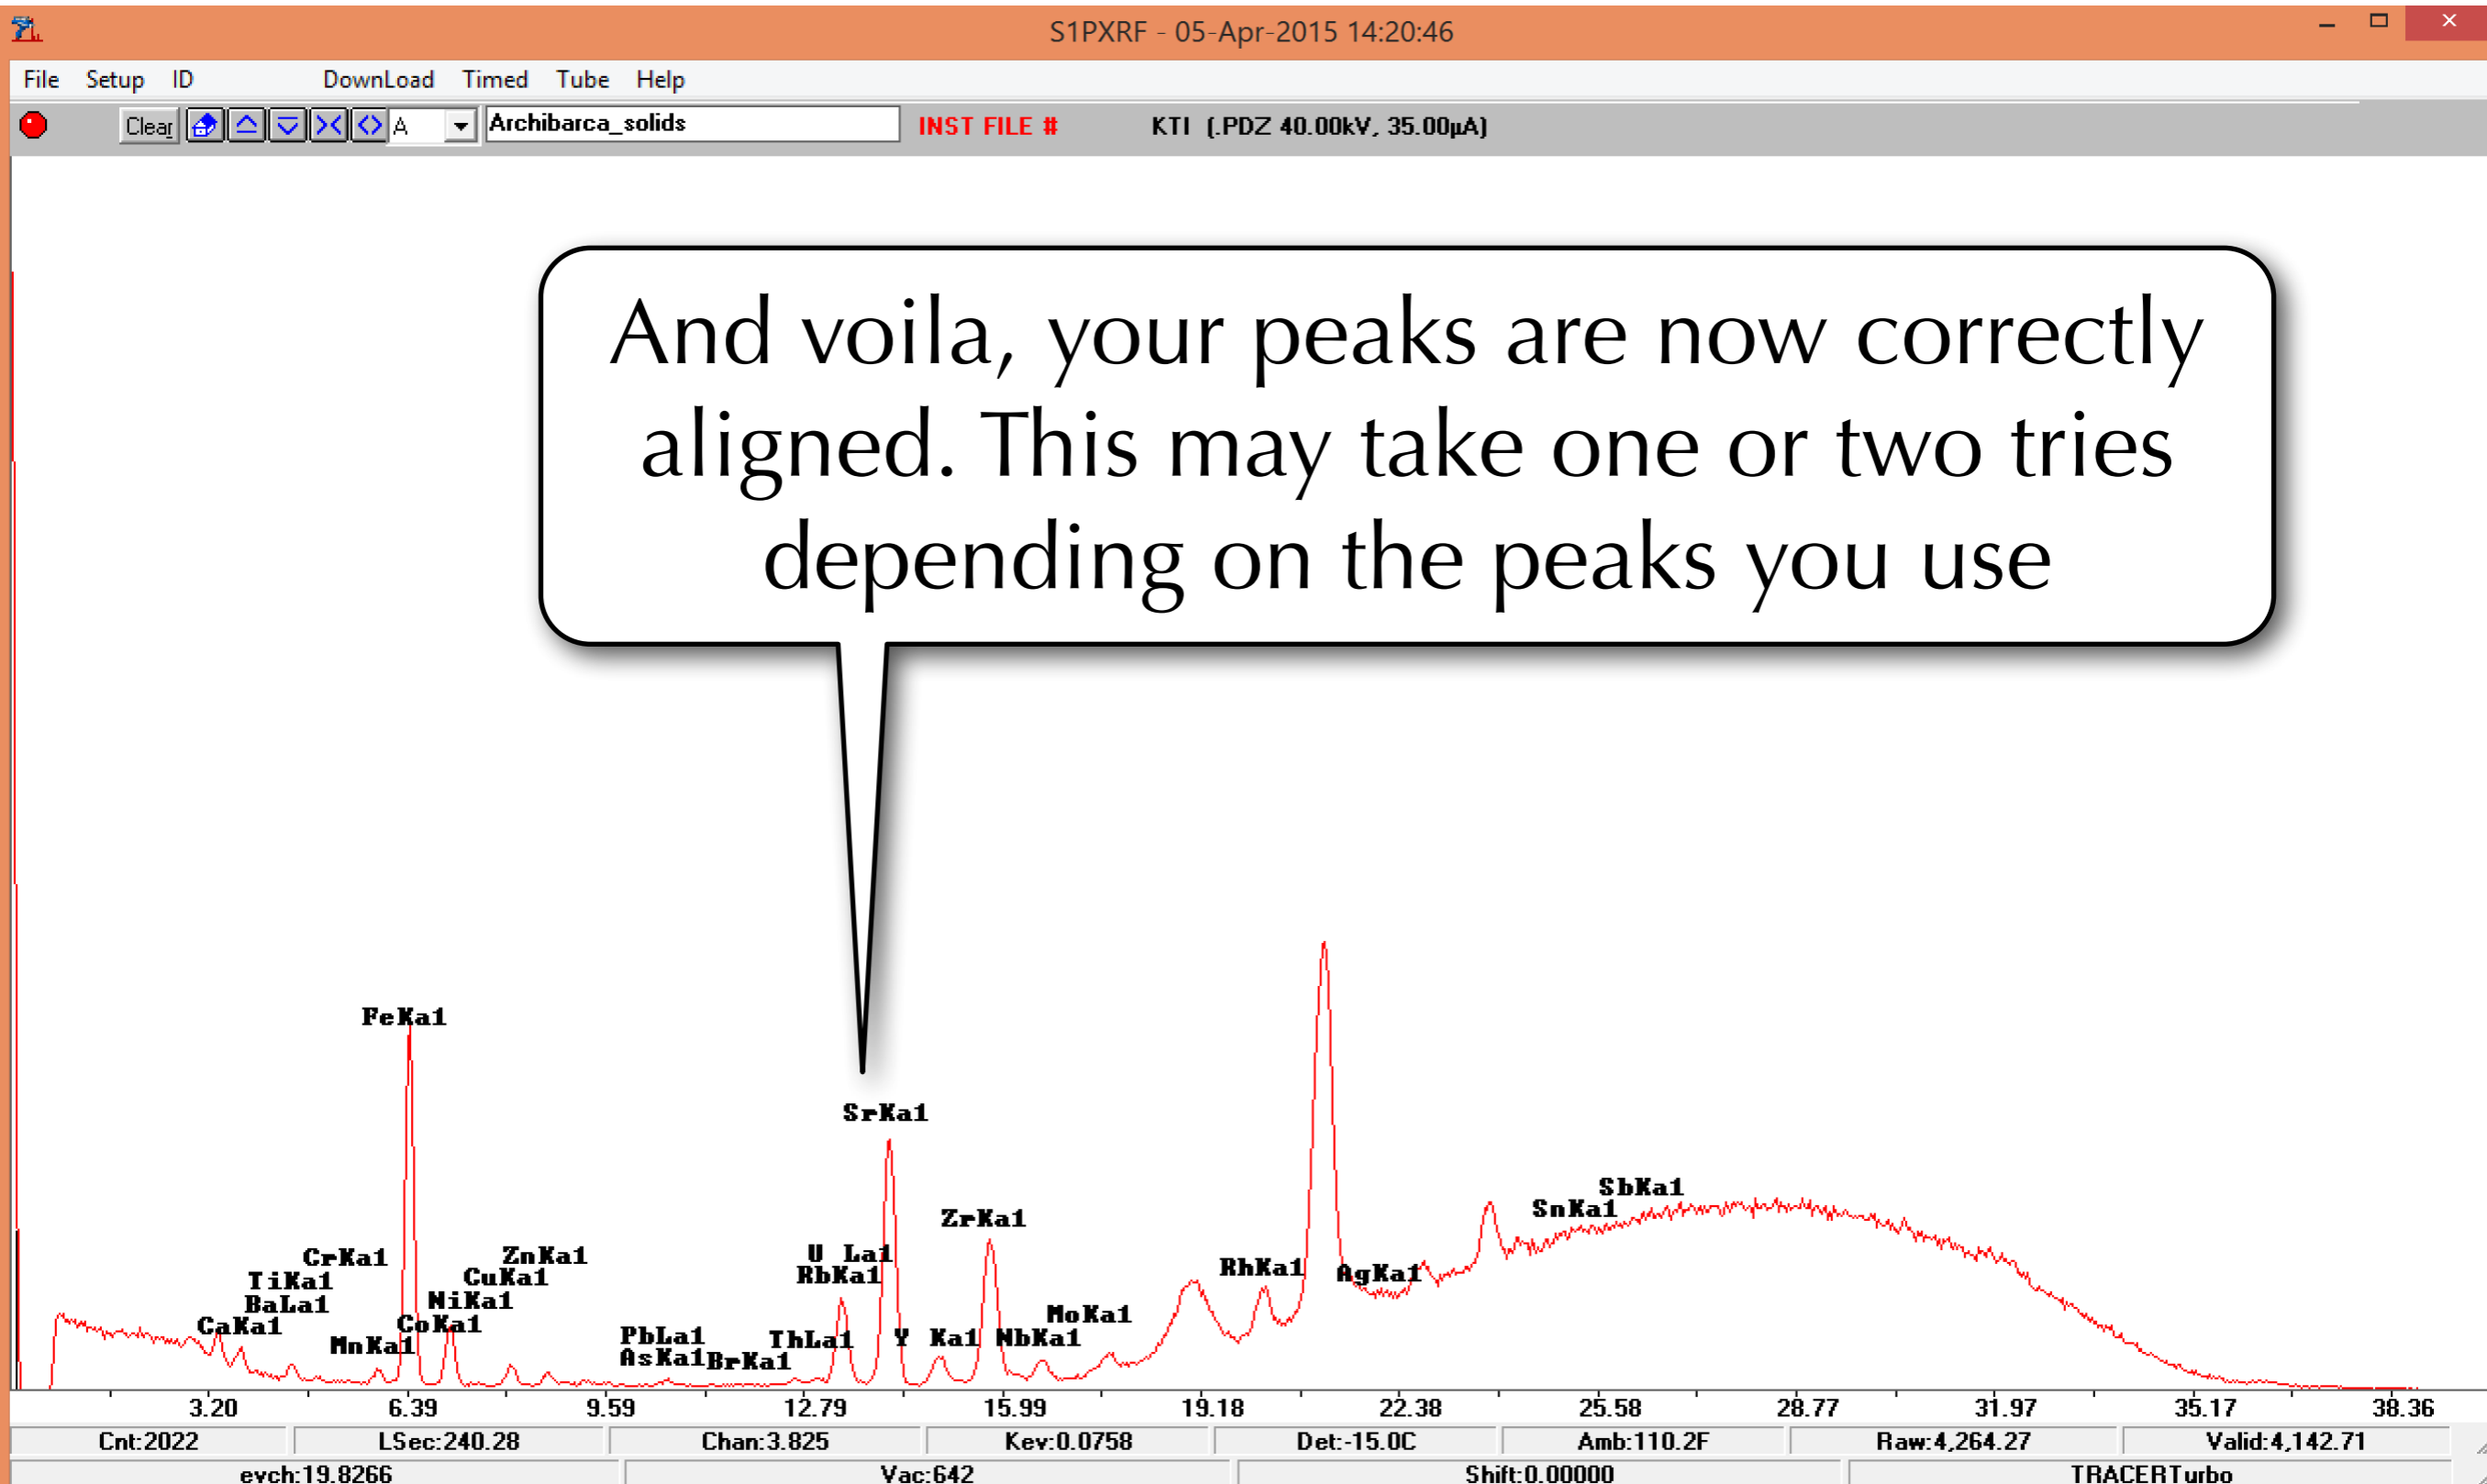 S1PXRF - 05-Apr-2015 14:20:46
File Setup ID DownLoad Timed Tube Help
Clear A Archibarca_solids INST FILE # KTI (.PDZ 40.00kV, 35.00µA)
And voila, your peaks are now correctly
aligned. This may take one or two tries
depending on the peaks you use
FeKa1
SrKa1
SbKa1
SnKa1
ZrKa1
CrKa1 ZnKa1 U La1
TiKa1 CuKa1 RbKa1 RhKa1 AgKa1
BaLa1 NiKa1 MoKa1
CaKa1 CoKa1
MnKa1 PbLa1 ThLa1 Y Ka1 NbKa1
AsKa1 BrKa1
3.20 6.39 9.59 12.79 15.99 19.18 22.38 25.58 28.77 31.97 35.17 38.36
Cnt:2022 LSec:240.28 Chan:3.825 Kev:0.0758 Det:-15.0C Amb:110.2F Raw:4,264.27 Valid:4,142.71
evch:19.8266 Vac:642 Shift:0.00000 TRACERTurbo